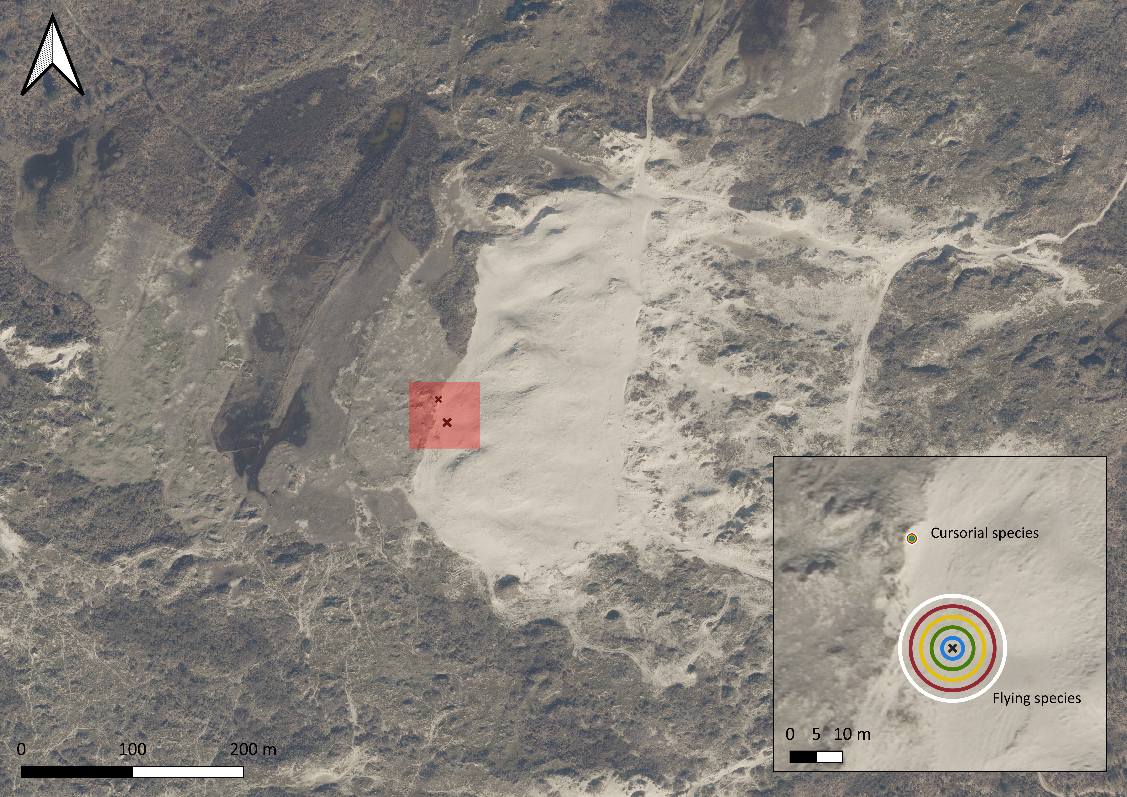 Cursorial species
Flying species
0 5 10 m
0 100 200 m